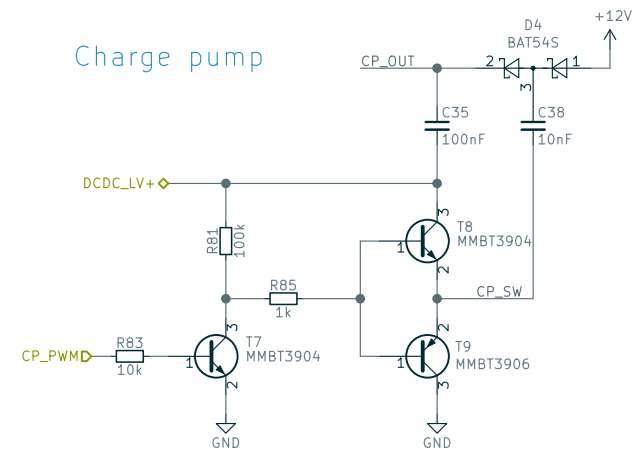 +12V
D4
BAT54S
Charge pump
CP_OUT
2
1
3
C35
100nF
C38
10nF
DCDC_LV+
3
R81
100k
T8
MMBT3904
1
2
R85
1k
CP_SW
3
2
CP_PWM
R83
10k
T7
MMBT3904
1
2
T9
MMBT3906
1
3
GND
GND